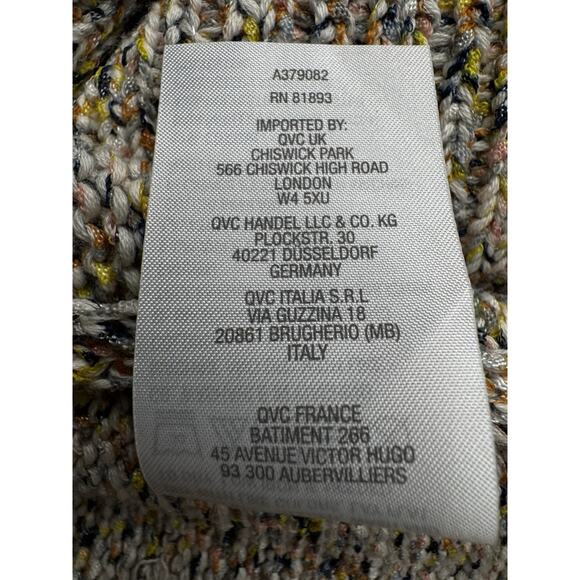 A379082
RN 81893
IMPORTED BY:
QVC UK
CHISWICK PARK
566 CHISWICK HIGH ROAD
LONDON
W4 5XU
QVC HANDEL LLC & CO. KG
PLOCKSTR. 30
40221 DUSSELDORF
GERMANY
QVC ITALIA S.R.L
VIA GUZZINA 18
20861 BRUGHERIO (MB)
ITALY
QVC FRANCE
BATIMENT 266
45 AVENUE VICTOR HUGO
93 300 AUBERVILLIERS